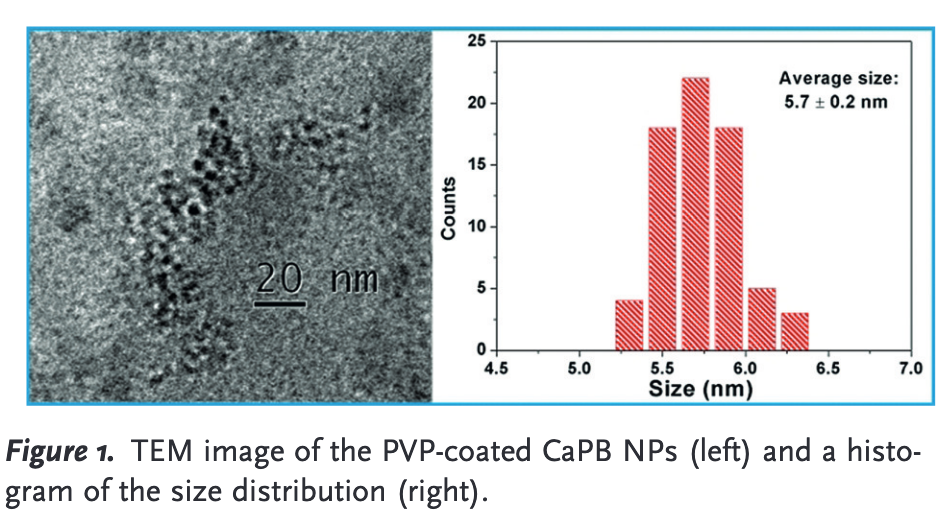 20 nm
25
20
15
10
5
0
Counts
Average size:
5.7 ± 0.2 nm
4.5 5.0 5.5 6.0 6.5 7.0
Size (nm)
Figure 1. TEM image of the PVP-coated CaPB NPs (left) and a histo-
gram of the size distribution (right).